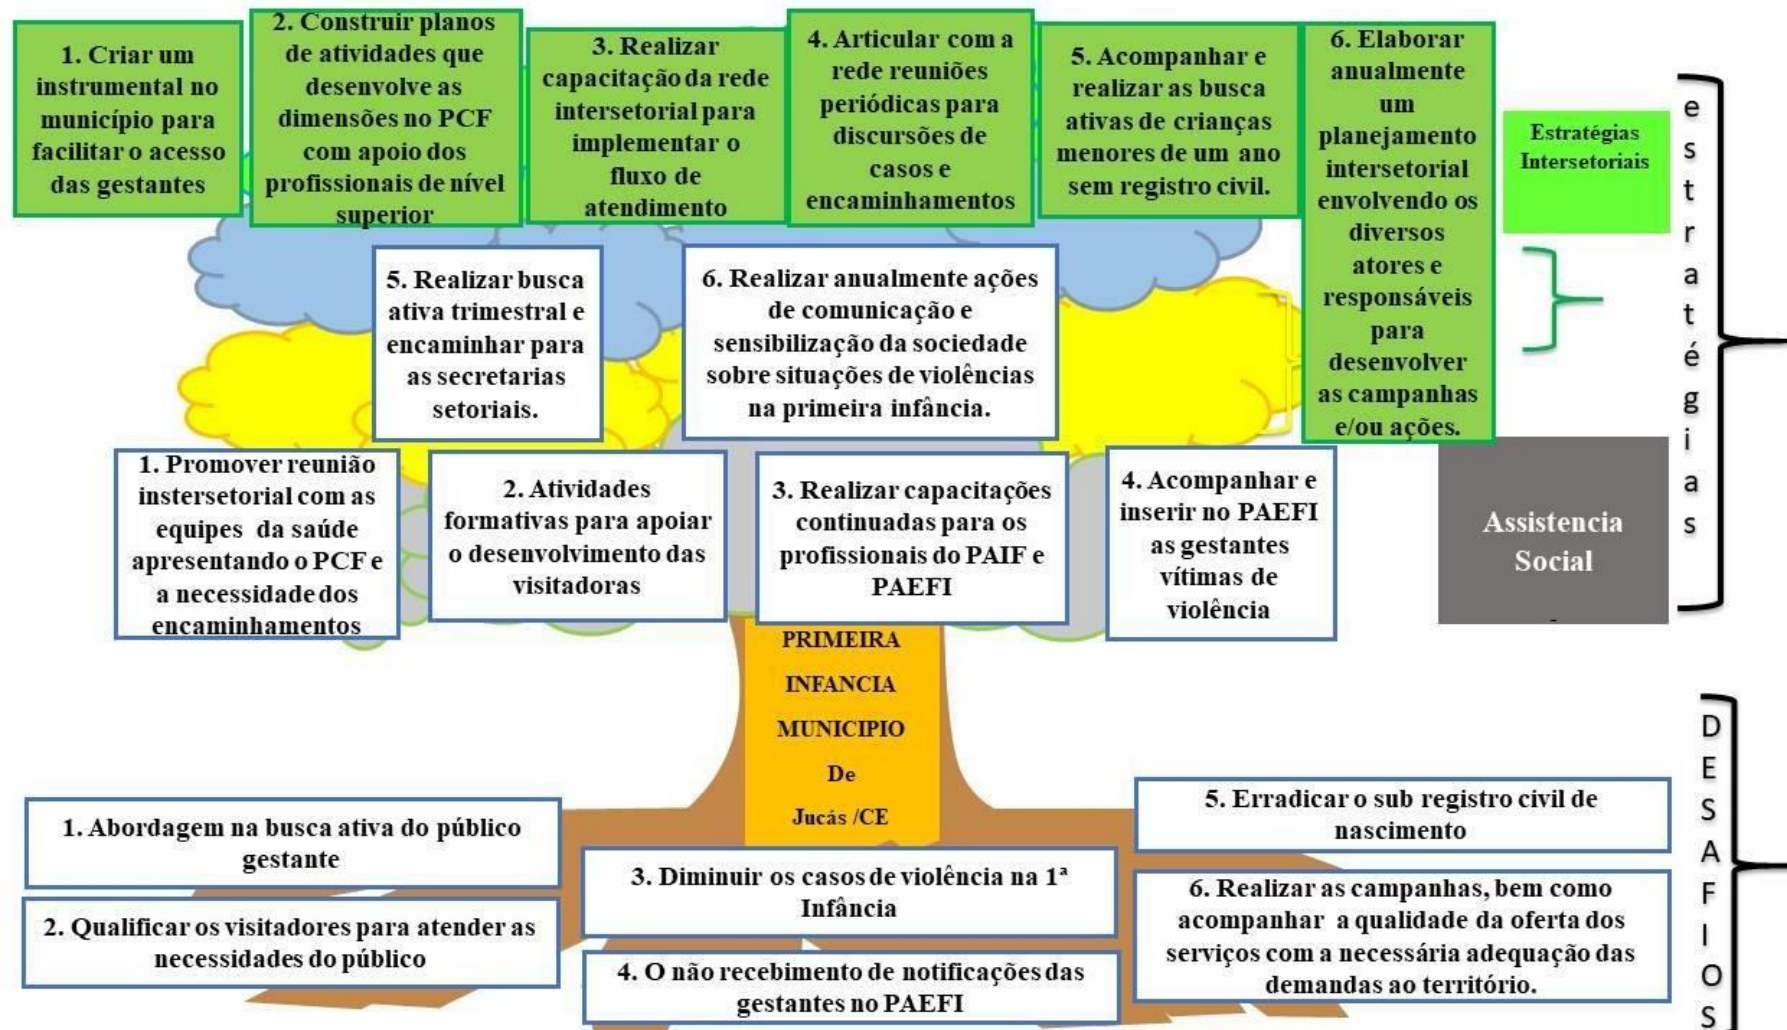 1. Criar um
instrumental no
município para
facilitar o acesso
das gestantes
2. Construir planos
de atividades que
desenvolve as
dimensões no PCF
com apoio dos
profissionais de nível
superior
3. Realizar
capacitação da rede
intersetorial para
implementar o
fluxo de
atendimento
4. Articular com a
rede reuniões
periódicas para
discursões de
casos e
encaminhamentos
5. Acompanhar e
realizar as busca
ativas de crianças
menores de um ano
sem registro civil.
6. Elaborar
anualmente
um
planejamento
intersetorial
envolvendo os
diversos
atores e
responsáveis
para
desenvolver
as campanhas
e/ou ações.
Estratégias
Intersetoriais
estratégias
5. Realizar busca
ativa trimestral e
encaminhar para
as secretarias
setoriais.
6. Realizar anualmente ações
de comunicação e
sensibilização da sociedade
sobre situações de violências
na primeira infância.
1. Promover reunião
instersetorial com as
equipes da saúde
apresentando o PCF e
a necessidade dos
encaminhamentos
2. Atividades
formativas para apoiar
o desenvolvimento das
visitadoras
3. Realizar capacitações
continuadas para os
profissionais do PAIF e
PAEFI
4. Acompanhar e
inserir no PAEFI
as gestantes
vítimas de
violência
Assistencia
Social
-
PRIMEIRA
INFANCIA
MUNICIPIO
De
Jucás /CE
DESAFIOS
1. Abordagem na busca ativa do público
gestante
2. Qualificar os visitadores para atender as
necessidades do público
3. Diminuir os casos de violência na 1ª
Infância
4. O não recebimento de notificações das
gestantes no PAEFI
5. Erradicar o sub registro civil de
nascimento
6. Realizar as campanhas, bem como
acompanhar a qualidade da oferta dos
serviços com a necessária adequação das
demandas ao território.